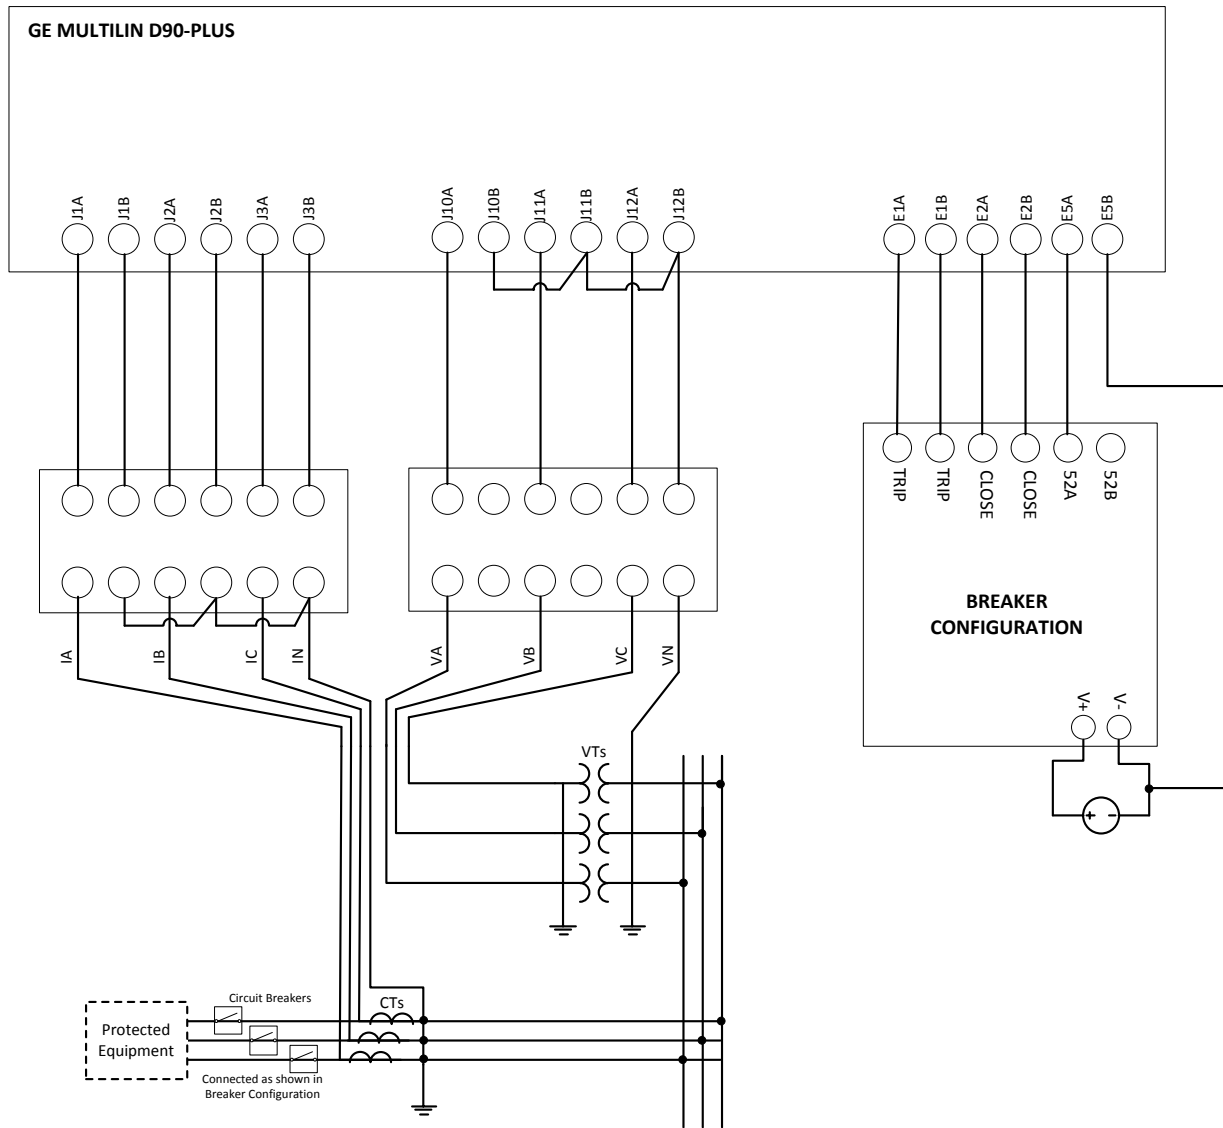 GE MULTILIN D90-PLUS
J1A
J1B
J2A
J2B
J3A
J3B
J10A
J10B
J11A
J11B
J12A
J12B
E1A
E1B
E2A
E2B
E5A
E5B
TRIP
TRIP
CLOSE
CLOSE
52A
52B
BREAKER
CONFIGURATION
V+
V-
+
-
IA
IB
IC
IN
VA
VB
VC
VN
VTs
CTs
Circuit Breakers
Protected
Equipment
Connected as shown in
Breaker Configuration